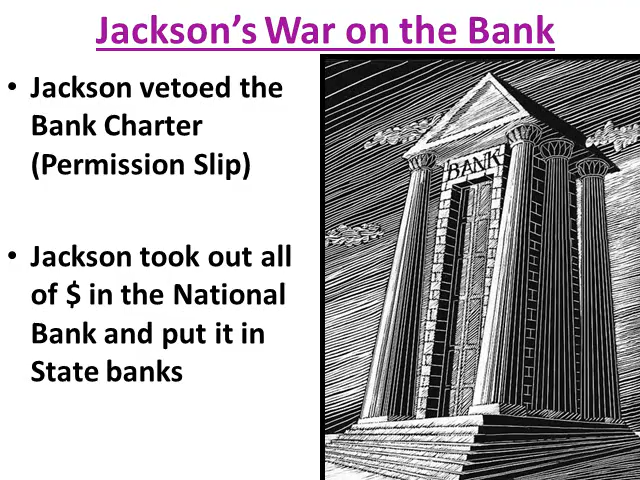 Jackson's War on the Bank
• Jackson vetoed the
Bank Charter
(Permission Slip)
• Jackson took out all
of $ in the National
Bank and put it in
State banks
BANK